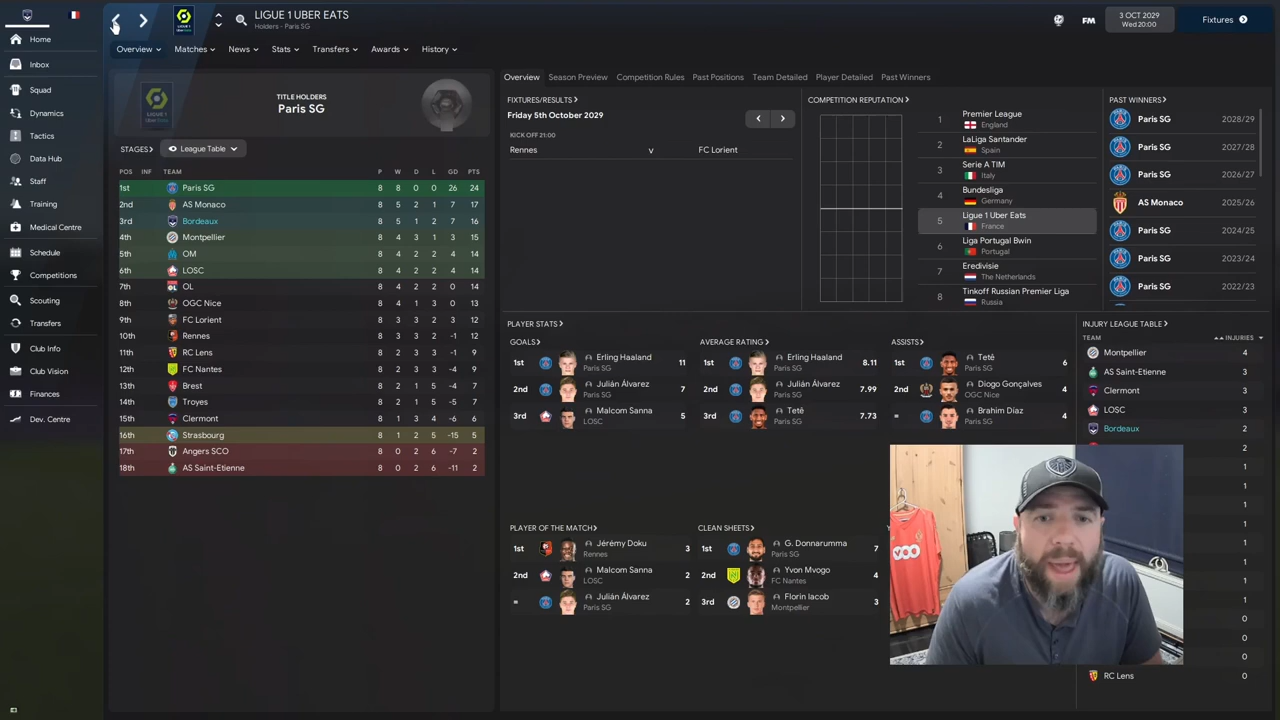 LIGUE 1 UBER EATS
Holders - Paris SG
FM
3 OCT 2029
Wed 20:00
Fixtures
Home
Inbox
Squad
Dynamics
Tactics
Data Hub
Staff
Training
Medical Centre
Schedule
Competitions
Scouting
Transfers
Club Info
Club Vision
Finances
Dev. Centre
Overview Matches News Stats Transfers Awards History
TITLE HOLDERS
Paris SG
STAGES League Table
POS INF TEAM P W D L GD PTS
1st Paris SG 8 8 0 0 26 24
2nd AS Monaco 8 5 2 1 7 17
3rd Bordeaux 8 5 1 2 7 16
4th Montpellier 8 4 3 1 3 15
5th OM 8 4 2 2 4 14
6th LOSC 8 4 2 2 4 14
7th OL 8 4 2 2 0 14
8th OGC Nice 8 4 1 3 0 13
9th FC Lorient 8 3 3 2 3 12
10th Rennes 8 3 3 2 -1 12
11th RC Lens 8 2 3 3 -1 9
12th FC Nantes 8 2 3 3 -4 9
13th Brest 8 2 1 5 -4 7
14th Troyes 8 2 1 5 -5 7
15th Clermont 8 1 3 4 -6 6
16th Strasbourg 8 1 2 5 -15 5
17th Angers SCO 8 0 2 6 -7 2
18th AS Saint-Etienne 8 0 2 6 -11 2
Overview Season Preview Competition Rules Past Positions Team Detailed Player Detailed Past Winners
FIXTURES/RESULTS
Friday 5th October 2029
KICK OFF 21:00
Rennes v FC Lorient
COMPETITION REPUTATION
1 Premier League
England
2 LaLiga Santander
Spain
3 Serie A TIM
Italy
4 Bundesliga
Germany
5 Ligue 1 Uber Eats
France
6 Liga Portugal Bwin
Portugal
7 Eredivisie
The Netherlands
8 Tinkoff Russian Premier Liga
Russia
PAST WINNERS
Paris SG 2028/29
Paris SG 2027/28
Paris SG 2026/27
AS Monaco 2025/26
Paris SG 2024/25
Paris SG 2023/24
Paris SG 2022/23
PLAYER STATS
GOALS
1st Erling Haaland 11
Paris SG
2nd Julián Álvarez 7
Paris SG
3rd Malcom Sanna 5
LOSC
AVERAGE RATING
1st Erling Haaland 8.11
Paris SG
2nd Julián Álvarez 7.99
Paris SG
3rd Tetê 7.73
Paris SG
ASSISTS
1st Tetê 6
Paris SG
2nd Diogo Gonçalves 4
OGC Nice
= Brahim Díaz 4
Paris SG
PLAYER OF THE MATCH
1st Jérémy Doku 3
Rennes
2nd Malcom Sanna 2
LOSC
= Julián Álvarez 2
Paris SG
CLEAN SHEETS
1st G. Donnarumma 7
Paris SG
2nd Yvon Mvogo 4
FC Nantes
3rd Florin Iacob 3
Montpellier
INJURY LEAGUE TABLE
TEAM INJURIES
Montpellier 4
AS Saint-Etienne 3
Clermont 3
LOSC 3
Bordeaux 2
2
1
1
1
1
1
1
1
0
0
0
RC Lens 0
VOO